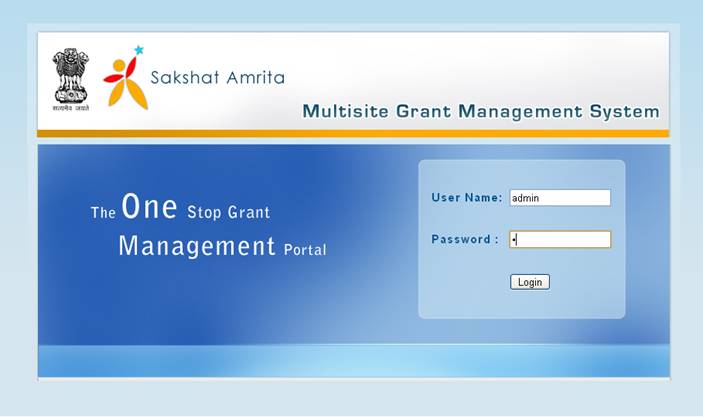 सत्यमेव जयते
Sakshat Amrita
Multisite Grant Management System
The One Stop Grant
Management Portal
User Name: admin
Password : •
Login